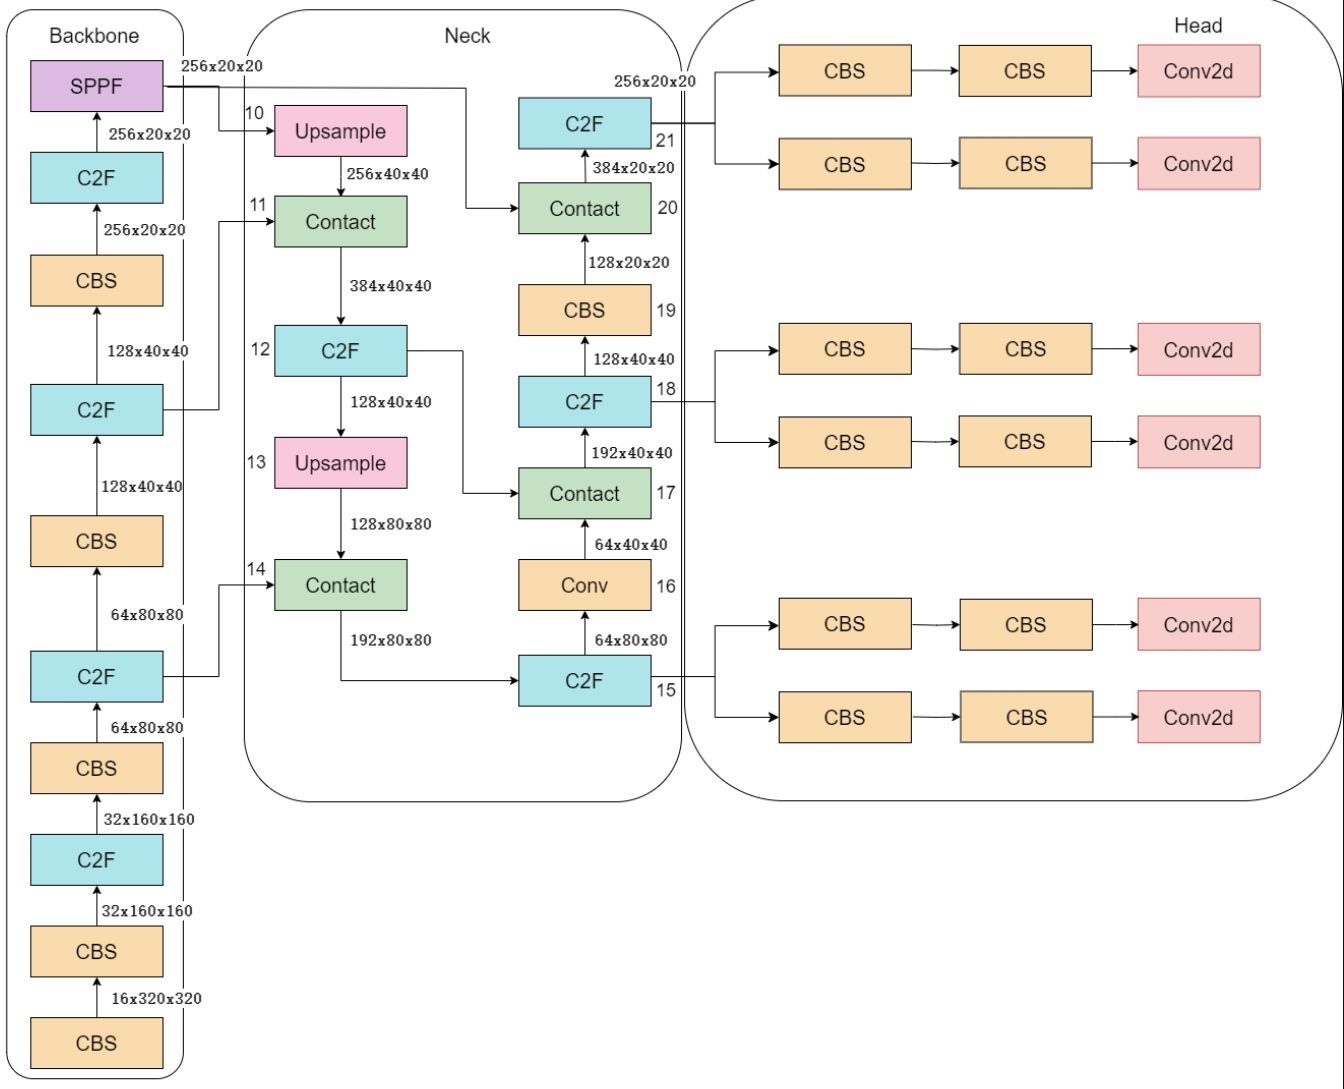 Backbone
SPPF
256x20x20
C2F
256x20x20
CBS
128x40x40
C2F
128x40x40
CBS
64x80x80
C2F
64x80x80
CBS
32x160x160
C2F
32x160x160
CBS
16x320x320
CBS
Neck
256x20x20
10
Upsample
256x40x40
11
Contact
384x40x40
12
C2F
128x40x40
13
Upsample
128x80x80
14
Contact
192x80x80
256x20x20
C2F
21
384x20x20
Contact
20
128x20x20
CBS
19
128x40x40
C2F
18
192x40x40
Contact
17
64x40x40
Conv
16
64x80x80
C2F
15
Head
CBS
CBS
Conv2d
CBS
CBS
Conv2d
CBS
CBS
Conv2d
CBS
CBS
Conv2d
CBS
CBS
Conv2d
CBS
CBS
Conv2d